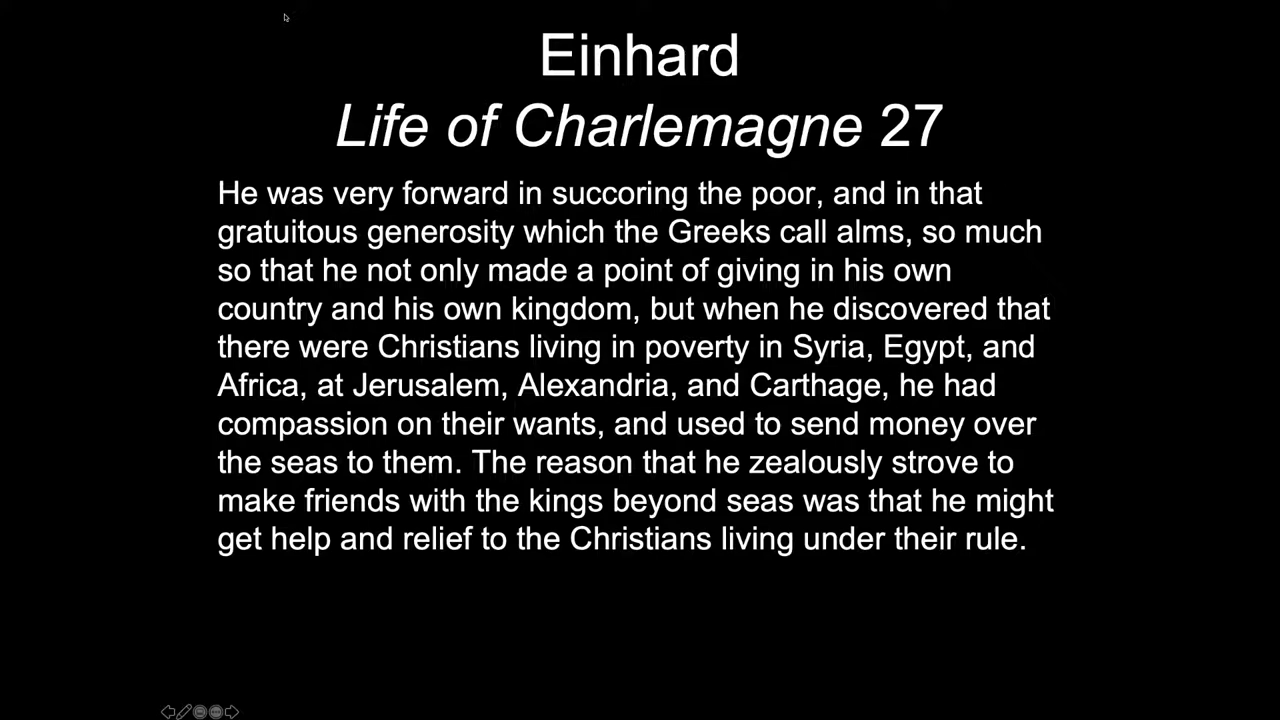 Einhard
Life of Charlemagne 27
He was very forward in succoring the poor, and in that
gratuitous generosity which the Greeks call alms, so much
so that he not only made a point of giving in his own
country and his own kingdom, but when he discovered that
there were Christians living in poverty in Syria, Egypt, and
Africa, at Jerusalem, Alexandria, and Carthage, he had
compassion on their wants, and used to send money over
the seas to them. The reason that he zealously strove to
make friends with the kings beyond seas was that he might
get help and relief to the Christians living under their rule.